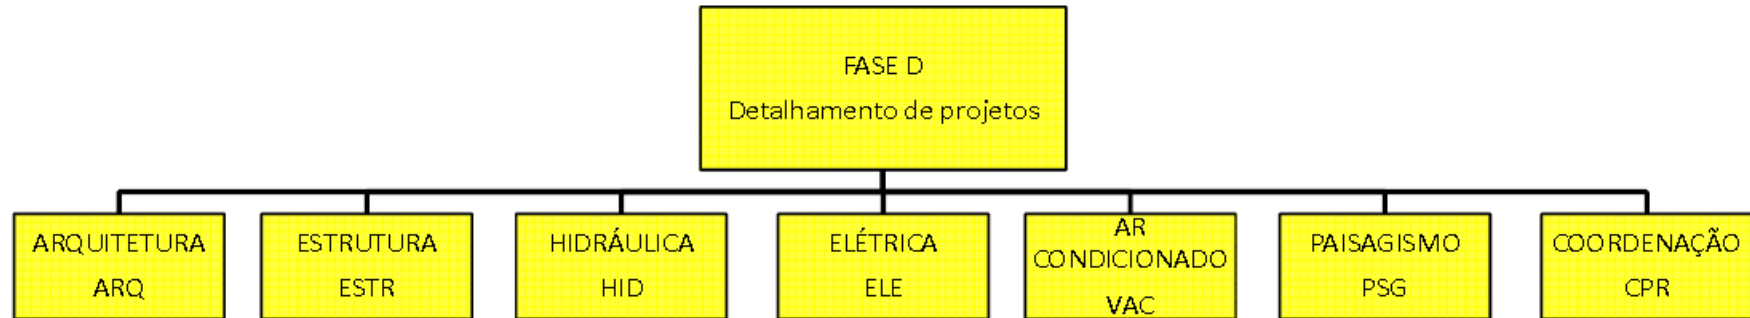 FASE D
Detalhamento de projetos
ARQUITETURA
ARQ
ESTRUTURA
ESTR
HIDRÁULICA
HID
ELÉTRICA
ELE
AR
CONDICIONADO
VAC
PAISAGISMO
PSG
COORDENAÇÃO
CPR